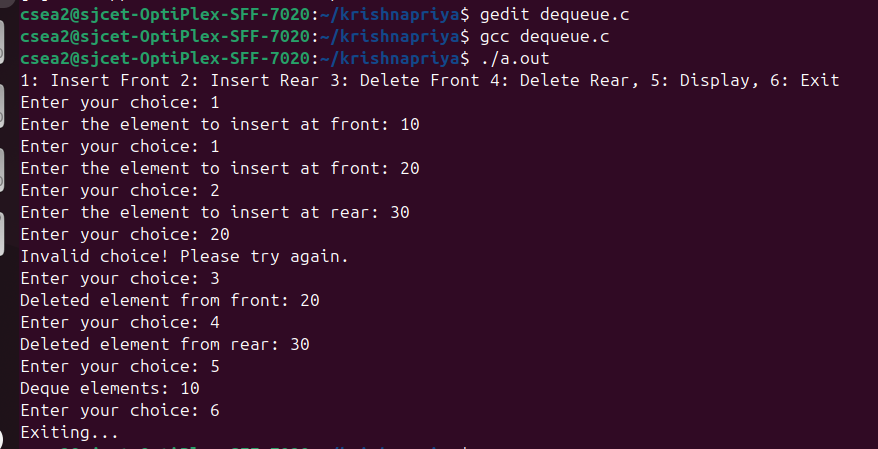 csea2@sjcet-OptiPlex-SFF-7020:~/krishnapriya$ gedit dequeue.c
csea2@sjcet-OptiPlex-SFF-7020:~/krishnapriya$ gcc dequeue.c
csea2@sjcet-OptiPlex-SFF-7020:~/krishnapriya$ ./a.out
1: Insert Front 2: Insert Rear 3: Delete Front 4: Delete Rear, 5: Display, 6: Exit
Enter your choice: 1
Enter the element to insert at front: 10
Enter your choice: 1
Enter the element to insert at front: 20
Enter your choice: 2
Enter the element to insert at rear: 30
Enter your choice: 20
Invalid choice! Please try again.
Enter your choice: 3
Deleted element from front: 20
Enter your choice: 4
Deleted element from rear: 30
Enter your choice: 5
Deque elements: 10
Enter your choice: 6
Exiting...